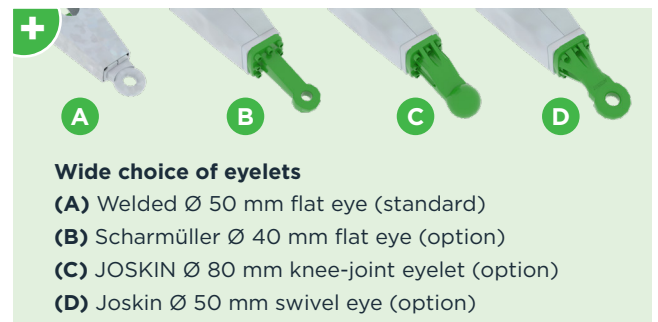 +
A B C D
Wide choice of eyelets
(A) Welded Ø 50 mm flat eye (standard)
(B) Scharmüller Ø 40 mm flat eye (option)
(C) JOSKIN Ø 80 mm knee-joint eyelet (option)
(D) Joskin Ø 50 mm swivel eye (option)